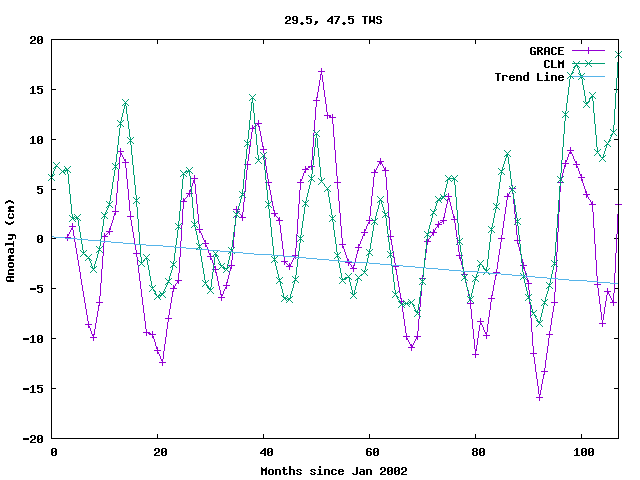 29.5, 47.5 TWS
GRACE
CLM
Trend Line
20
15
10
5
0
-5
-10
-15
-20
Anomaly (cm)
0 20 40 60 80 100
Months since Jan 2002